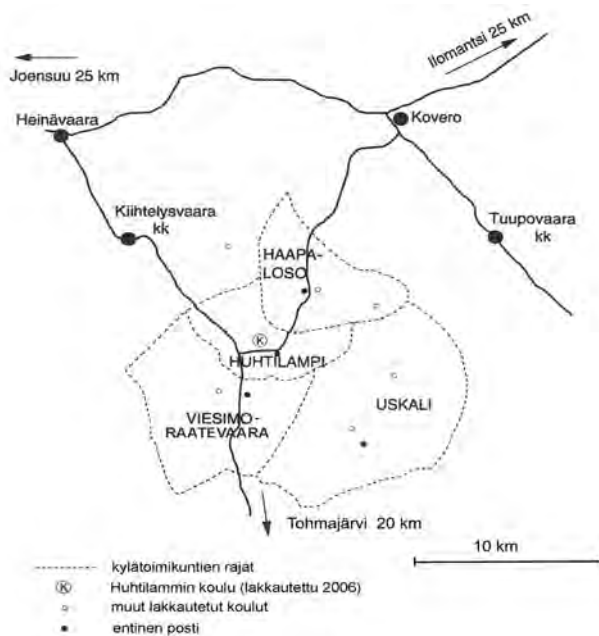 Ilomantsi 25 km
Joensuu 25 km
Heinävaara
Kovero
Kiihtelysvaara
kk
Tuupovaara
kk
HAAPA-
LOSO
K
HUHTILAMPI
USKALI
VIESIMO-
RAATEVAARA
Tohmajärvi 20 km
10 km
kylätoimikuntien rajat
K Huhtilammin koulu (lakkautettu 2006)
muut lakkautetut koulut
entinen posti